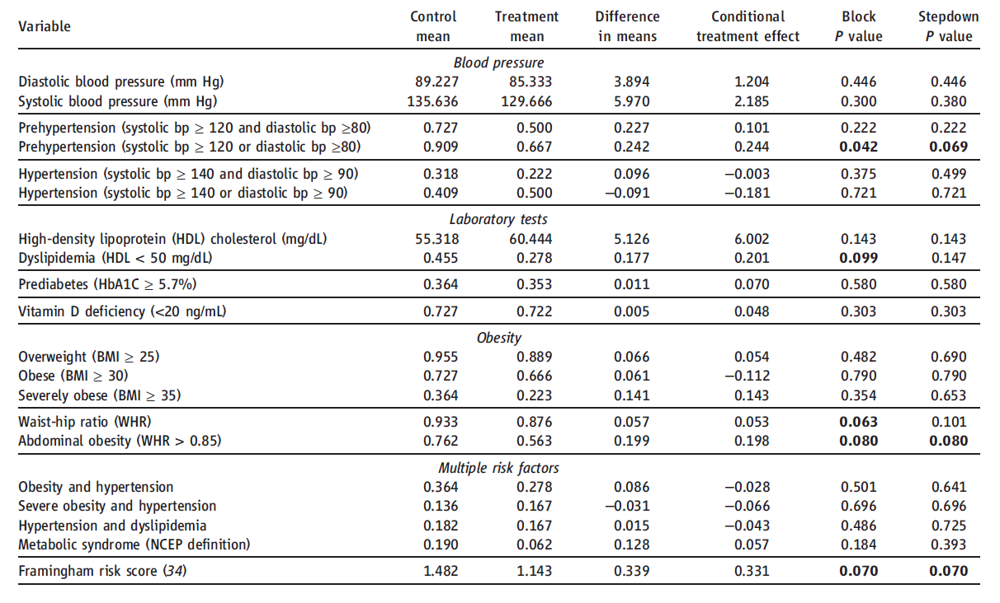 Variable Control mean Treatment mean Difference in means Conditional treatment effect Block P value Stepdown P value
Blood pressure
Diastolic blood pressure (mm Hg) 89.227 85.333 3.894 1.204 0.446 0.446
Systolic blood pressure (mm Hg) 135.636 129.666 5.970 2.185 0.300 0.380
Prehypertension (systolic bp ≥ 120 and diastolic bp ≥80) 0.727 0.500 0.227 0.101 0.222 0.222
Prehypertension (systolic bp ≥ 120 or diastolic bp ≥80) 0.909 0.667 0.242 0.244 0.042 0.069
Hypertension (systolic bp ≥ 140 and diastolic bp ≥ 90) 0.318 0.222 0.096 −0.003 0.375 0.499
Hypertension (systolic bp ≥ 140 or diastolic bp ≥ 90) 0.409 0.500 −0.091 −0.181 0.721 0.721
Laboratory tests
High-density lipoprotein (HDL) cholesterol (mg/dL) 55.318 60.444 5.126 6.002 0.143 0.143
Dyslipidemia (HDL < 50 mg/dL) 0.455 0.278 0.177 0.201 0.099 0.147
Prediabetes (HbA1C ≥ 5.7%) 0.364 0.353 0.011 0.070 0.580 0.580
Vitamin D deficiency (<20 ng/mL) 0.727 0.722 0.005 0.048 0.303 0.303
Obesity
Overweight (BMI ≥ 25) 0.955 0.889 0.066 0.054 0.482 0.690
Obese (BMI ≥ 30) 0.727 0.666 0.061 −0.112 0.790 0.790
Severely obese (BMI ≥ 35) 0.364 0.223 0.141 0.143 0.354 0.653
Waist-hip ratio (WHR) 0.933 0.876 0.057 0.053 0.063 0.101
Abdominal obesity (WHR > 0.85) 0.762 0.563 0.199 0.198 0.080 0.080
Multiple risk factors
Obesity and hypertension 0.364 0.278 0.086 −0.028 0.501 0.641
Severe obesity and hypertension 0.136 0.167 −0.031 −0.066 0.696 0.696
Hypertension and dyslipidemia 0.182 0.167 0.015 −0.043 0.486 0.725
Metabolic syndrome (NCEP definition) 0.190 0.062 0.128 0.057 0.184 0.393
Framingham risk score (34) 1.482 1.143 0.339 0.331 0.070 0.070